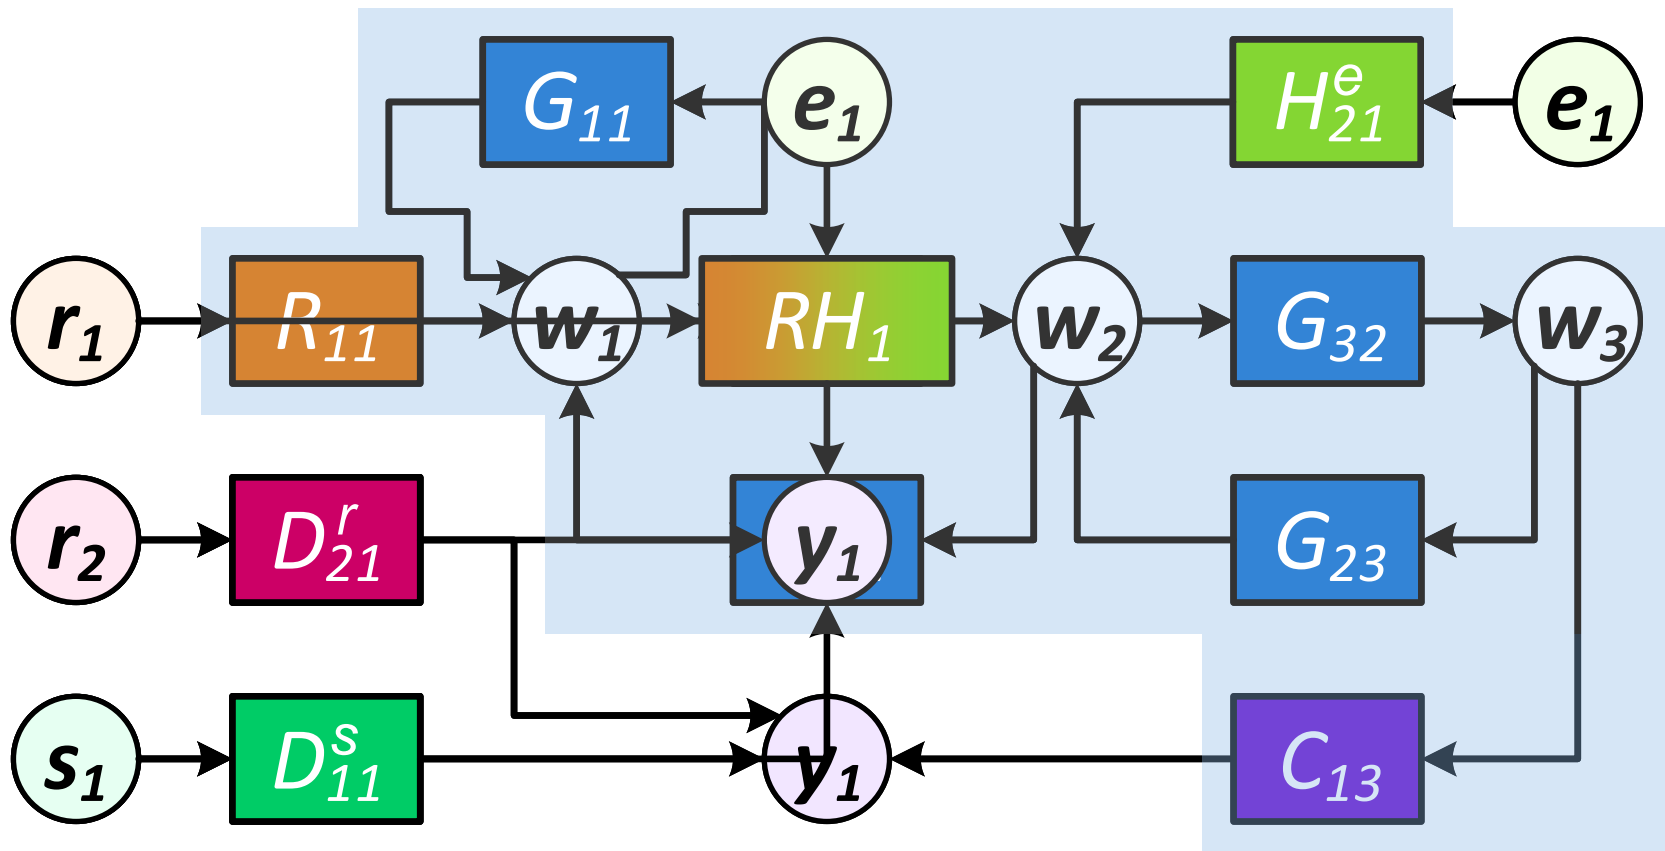 G₁₁ e₁ Hᵉ₂₁ e₁
r₁ R₁₁ w₁ RH₁ w₂ G₃₂ w₃
r₂ Dʳ₂₁ y₁ G₂₃
s₁ Dˢ₁₁ y₁ C₁₃